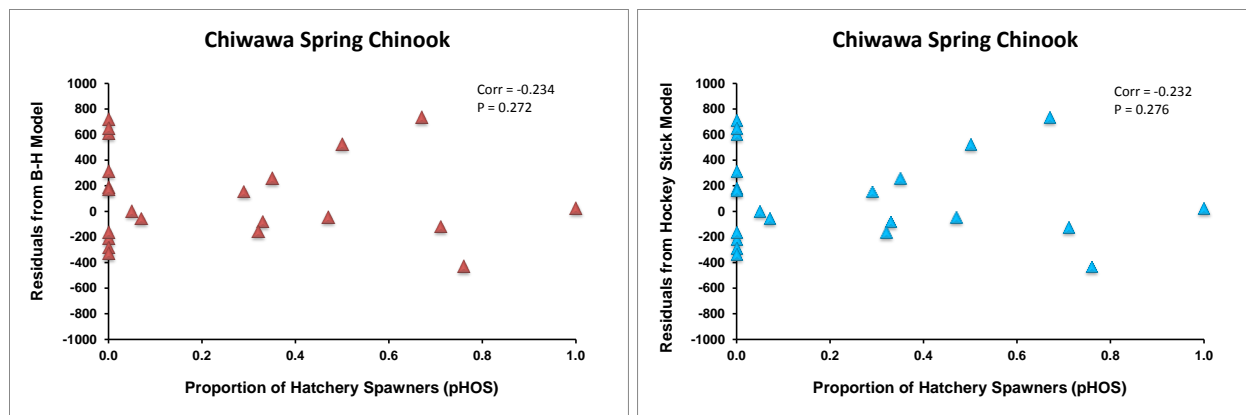 Chiwawa Spring Chinook
Corr = -0.234
P = 0.272
Residuals from B-H Model
1000
800
600
400
200
0
-200
-400
-600
-800
-1000
0.0 0.2 0.4 0.6 0.8 1.0
Proportion of Hatchery Spawners (pHOS)
Chiwawa Spring Chinook
Corr = -0.232
P = 0.276
Residuals from Hockey Stick Model
1000
800
600
400
200
0
-200
-400
-600
-800
-1000
0.0 0.2 0.4 0.6 0.8 1.0
Proportion of Hatchery Spawners (pHOS)